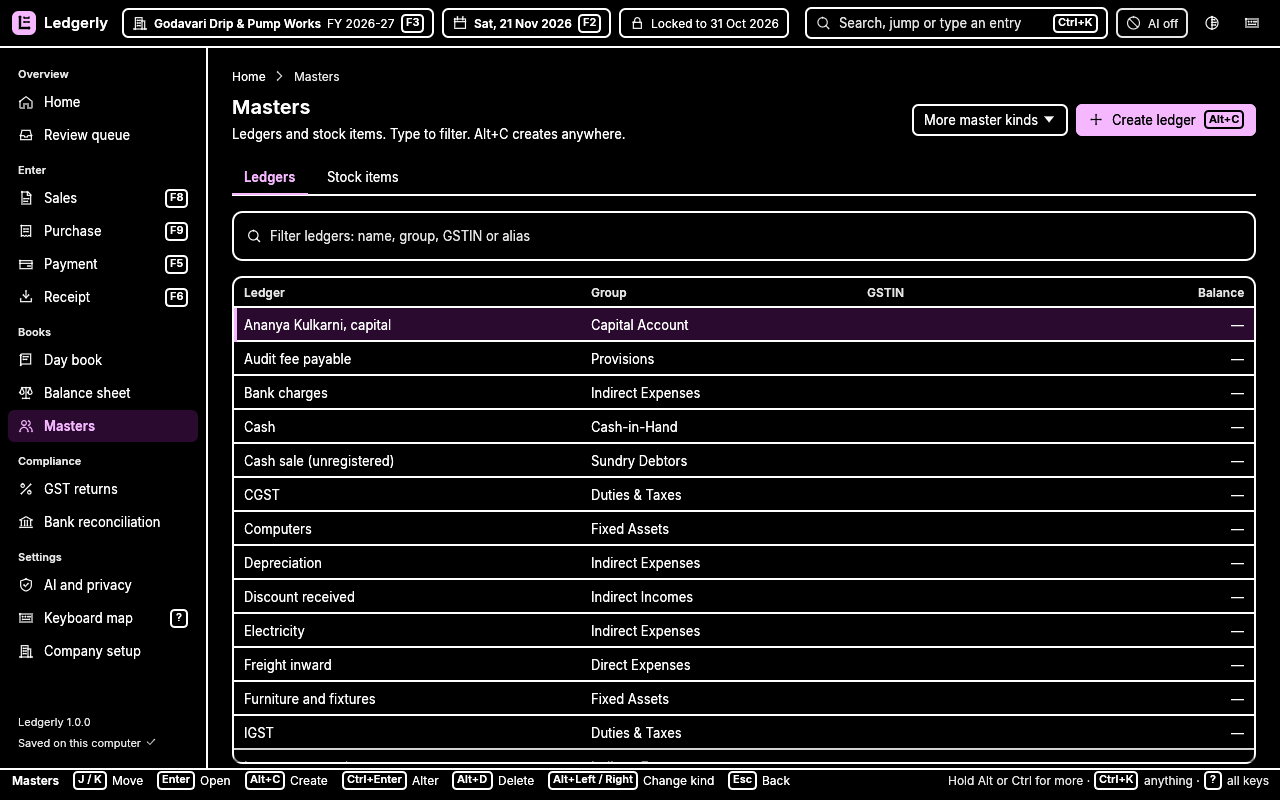 Ledgerly
Godavari Drip & Pump Works FY 2026-27 F3
Sat, 21 Nov 2026 F2
Locked to 31 Oct 2026
Search, jump or type an entry Ctrl+K
AI off
Overview
Home
Review queue
Enter
Sales F8
Purchase F9
Payment F5
Receipt F6
Books
Day book
Balance sheet
Masters
Compliance
GST returns
Bank reconciliation
Settings
AI and privacy
Keyboard map ?
Company setup
Ledgerly 1.0.0
Saved on this computer
Home Masters
Masters
Ledgers and stock items. Type to filter. Alt+C creates anywhere.
More master kinds
Create ledger Alt+C
Ledgers Stock items
Filter ledgers: name, group, GSTIN or alias
Ledger Group GSTIN Balance
Ananya Kulkarni, capital Capital Account —
Audit fee payable Provisions —
Bank charges Indirect Expenses —
Cash Cash-in-Hand —
Cash sale (unregistered) Sundry Debtors —
CGST Duties & Taxes —
Computers Fixed Assets —
Depreciation Indirect Expenses —
Discount received Indirect Incomes —
Electricity Indirect Expenses —
Freight inward Direct Expenses —
Furniture and fixtures Fixed Assets —
IGST Duties & Taxes —
Masters J / K Move Enter Open Alt+C Create Ctrl+Enter Alter Alt+D Delete Alt+Left / Right Change kind Esc Back
Hold Alt or Ctrl for more · Ctrl+K anything · ? all keys